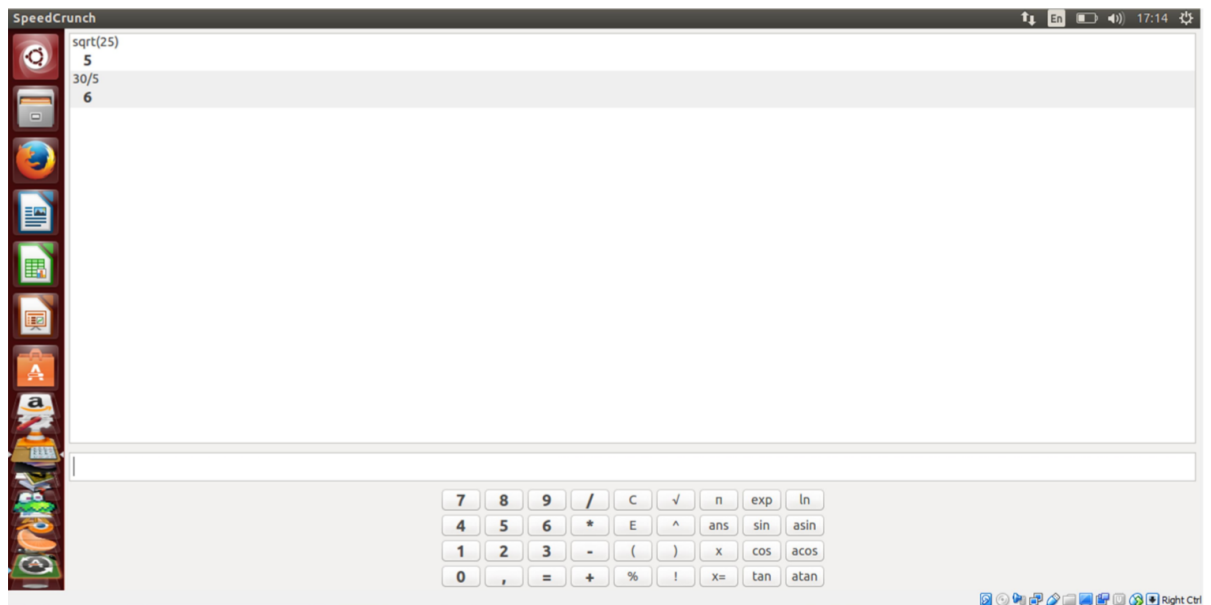 SpeedCrunch En 17:14
sqrt(25)
5
30/5
6
7 8 9 / C √ π exp ln
4 5 6 * E ^ ans sin asin
1 2 3 - ( ) x cos acos
0 , = + % ! x= tan atan
Right Ctrl